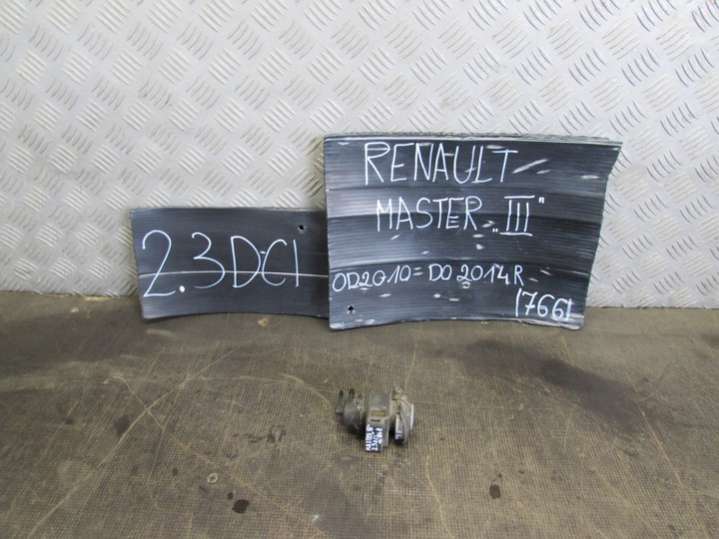 2.3DCI
RENAULT
MASTER „III"
OD2010=DO2014R
(766)